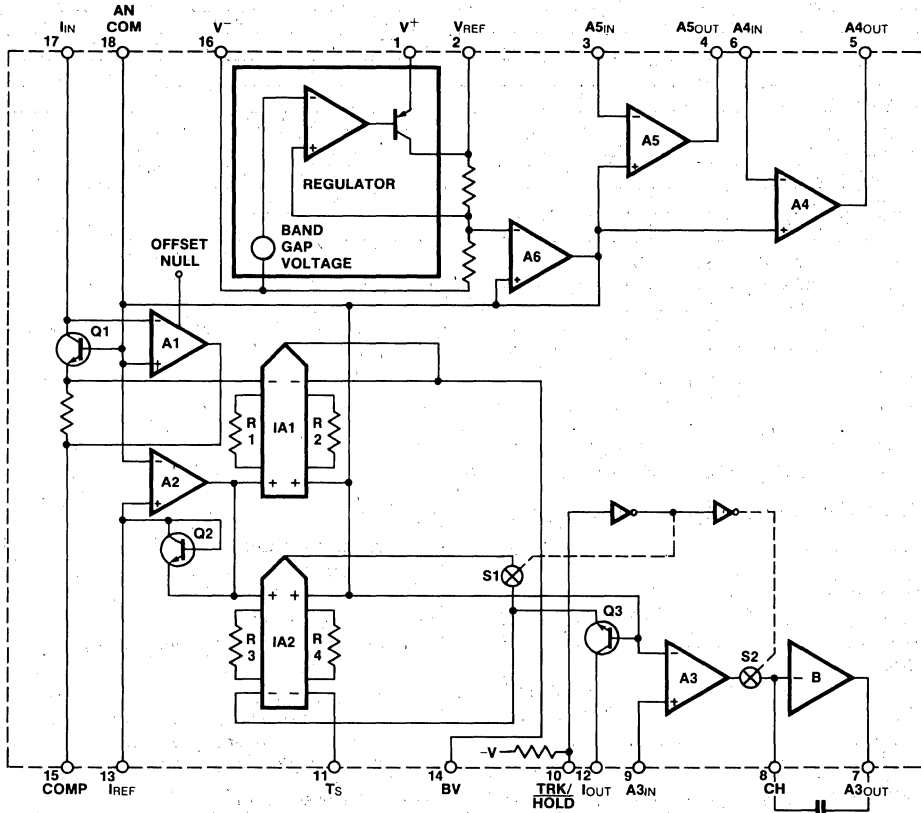 IIN AN COM V− V+ VREF A5IN A5OUT A4IN A4OUT
17 18 16 1 2 3 4 6 5
REGULATOR
BAND GAP VOLTAGE
OFFSET NULL
A5
A4
A6
Q1
A1
R 1
IA1
R 2
A2
Q2
S1
Q3
R 3
IA2
R 4
A3
S2
B
−V
15 13 11 14 10 12 9 8 7
COMP IREF TS BV TRK/HOLD IOUT A3IN CH A3OUT